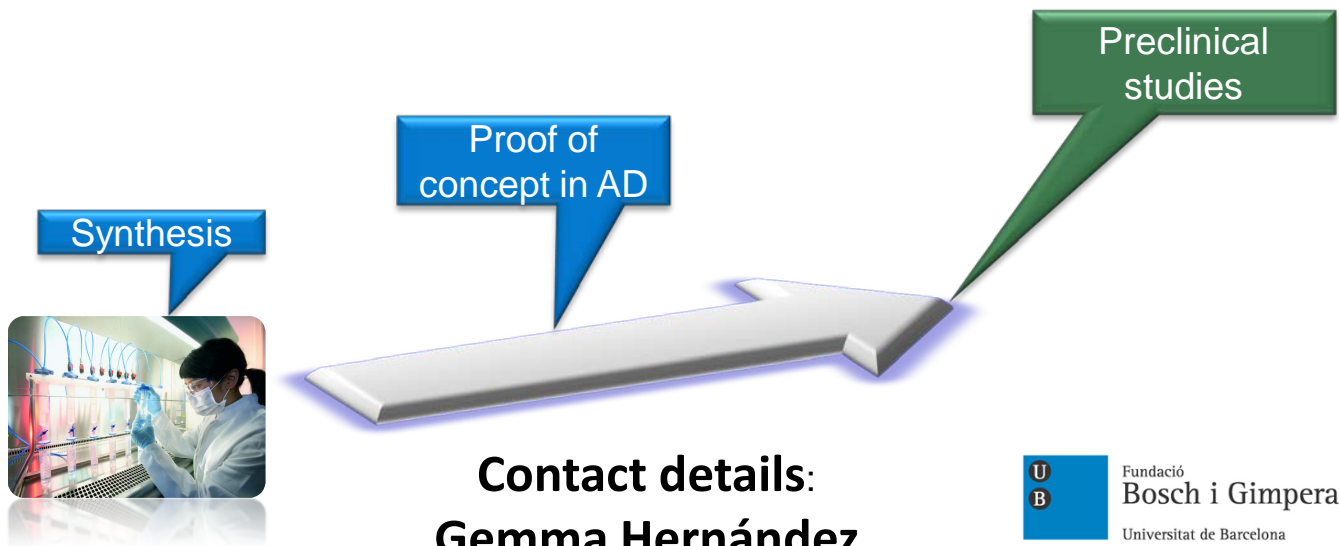 Preclinical
studies
Proof of
concept in AD
Synthesis
Contact details:
Gemma Hernández
U
B
Fundació
Bosch i Gimpera
Universitat de Barcelona